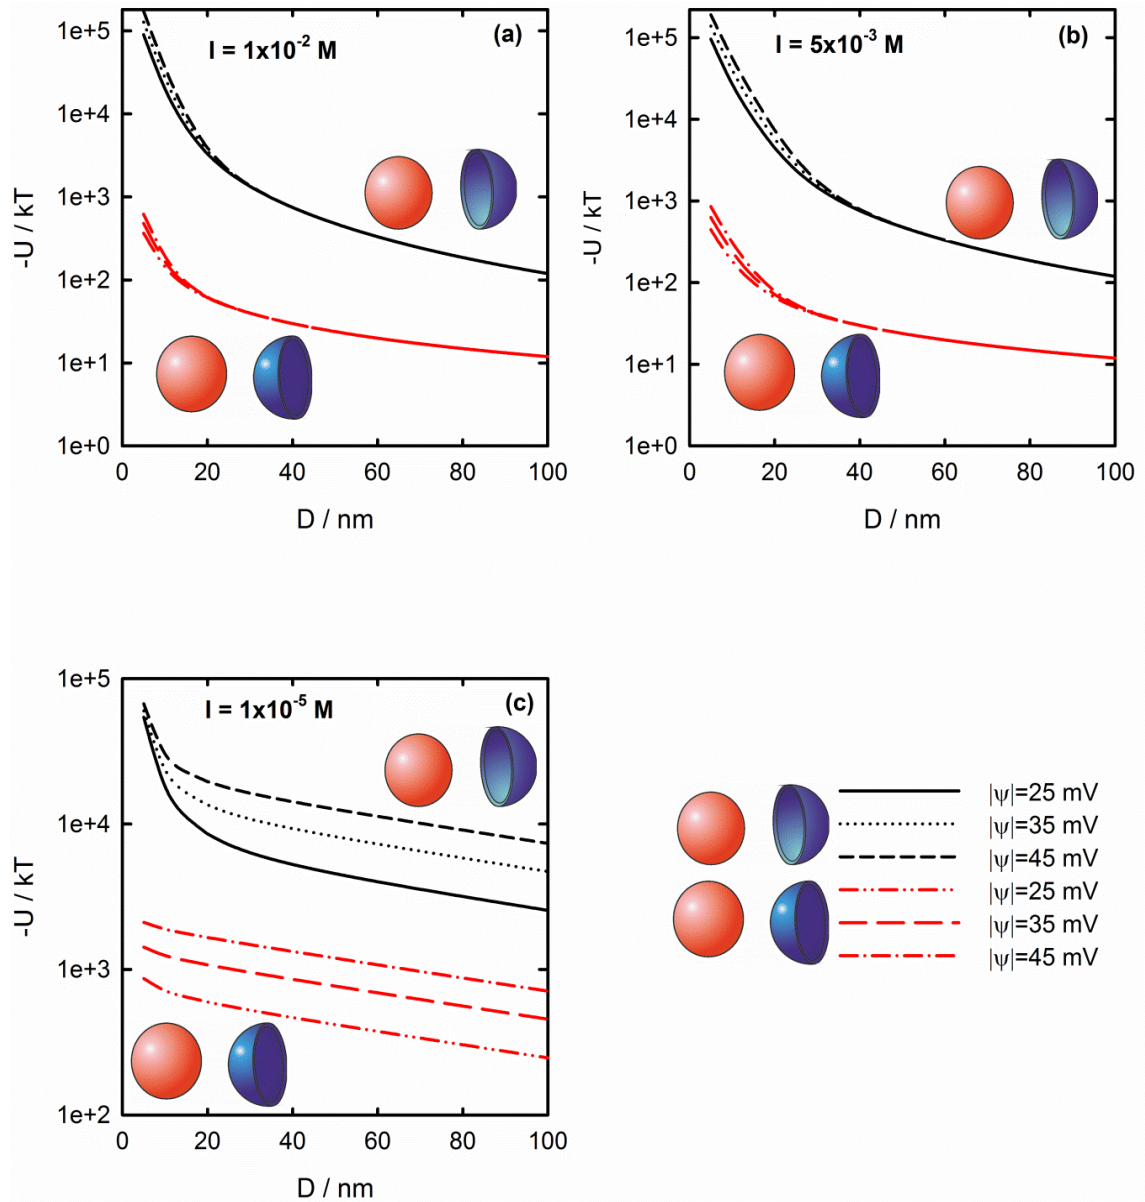 (a)
I = 1x10⁻² M
1e+5
1e+4
1e+3
1e+2
1e+1
1e+0
-U / kT
0 20 40 60 80 100
D / nm
(b)
I = 5x10⁻³ M
1e+5
1e+4
1e+3
1e+2
1e+1
1e+0
-U / kT
0 20 40 60 80 100
D / nm
(c)
I = 1x10⁻⁵ M
1e+5
1e+4
1e+3
1e+2
-U / kT
0 20 40 60 80 100
D / nm
|ψ|=25 mV
|ψ|=35 mV
|ψ|=45 mV
|ψ|=25 mV
|ψ|=35 mV
|ψ|=45 mV